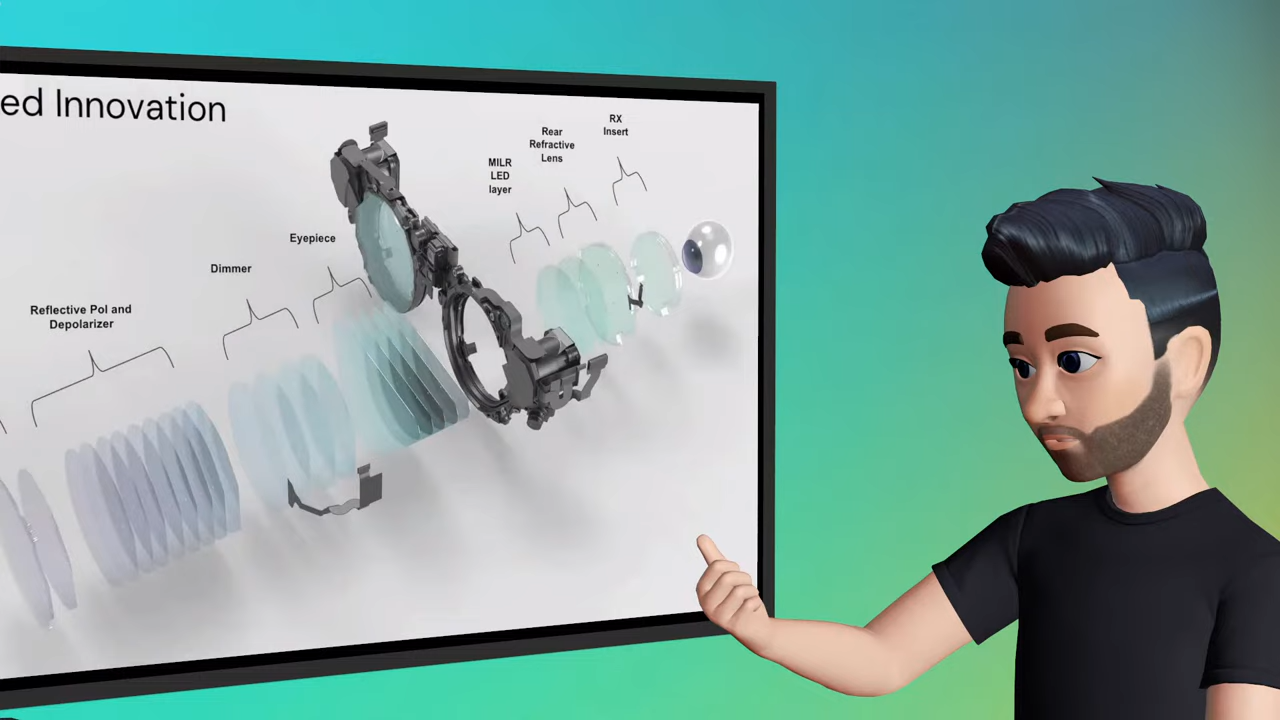 ed Innovation
Reflective Pol and
Depolarizer
Dimmer
Eyepiece
MILR
LED
layer
Rear
Refractive
Lens
RX
Insert